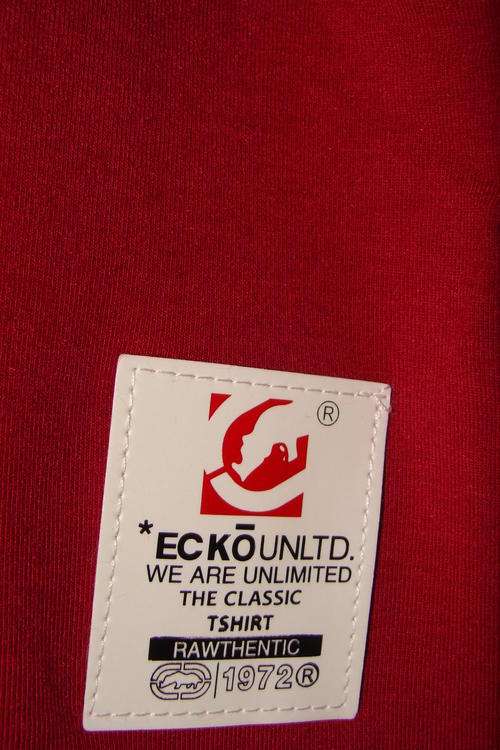 ®
*ECKŌUNLTD.
WE ARE UNLIMITED
THE CLASSIC
TSHIRT
RAWTHENTIC
|1972®